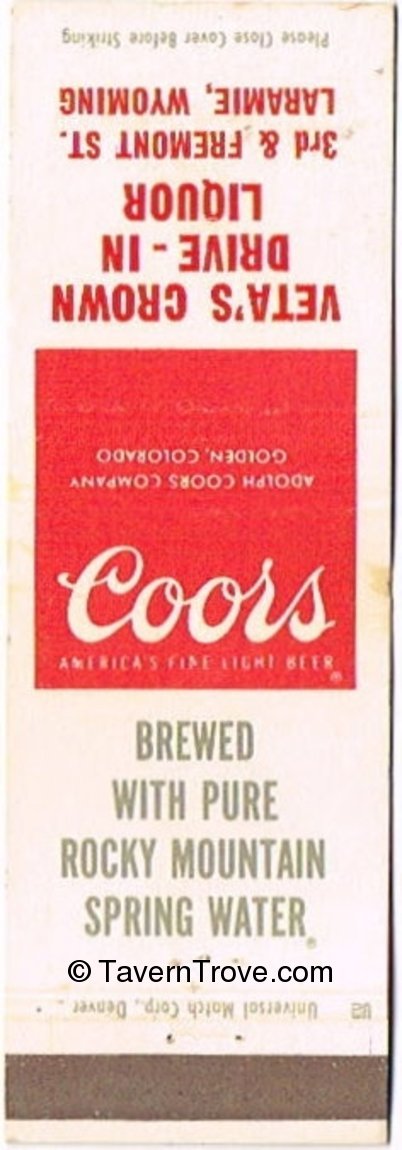 Please Close Cover Before Striking
LARAMIE, WYOMING
3rd & FREMONT ST.
LIQUOR
DRIVE - IN
VETA'S CROWN
GOLDEN, COLORADO
ADOLPH COORS COMPANY
Coors
AMERICA'S FINE LIGHT BEER ®
BREWED
WITH PURE
ROCKY MOUNTAIN
SPRING WATER®
© TavernTrove.com
Universal Match Corp., Denver